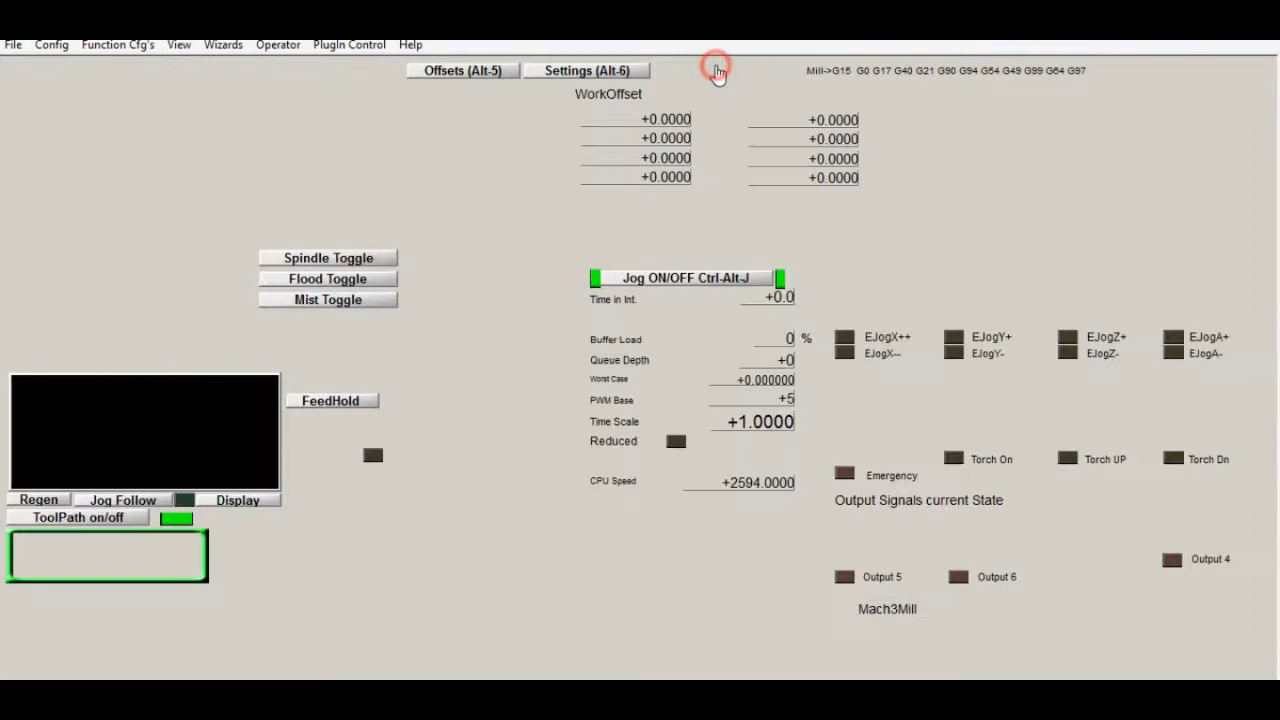 File Config Function Cfg's View Wizards Operator PlugIn Control Help
Offsets (Alt-5) Settings (Alt-6) Mill->G15 G0 G17 G40 G21 G90 G94 G54 G49 G99 G64 G97
WorkOffset
+0.0000 +0.0000
+0.0000 +0.0000
+0.0000 +0.0000
+0.0000 +0.0000
Spindle Toggle
Flood Toggle
Mist Toggle
Jog ON/OFF Ctrl-Alt-J
Time in Int. +0.0
Buffer Load 0 %
Queue Depth +0
Worst Case +0.000000
PWM Base +5
Time Scale +1.0000
Reduced
CPU Speed +2594.0000
EJogX++ EJogY+ EJogZ+ EJogA+
EJogX-- EJogY- EJogZ- EJogA-
FeedHold
Torch On Torch UP Torch Dn
Emergency
Output Signals current State
Regen Jog Follow Display
ToolPath on/off
Output 4
Output 5 Output 6
Mach3Mill